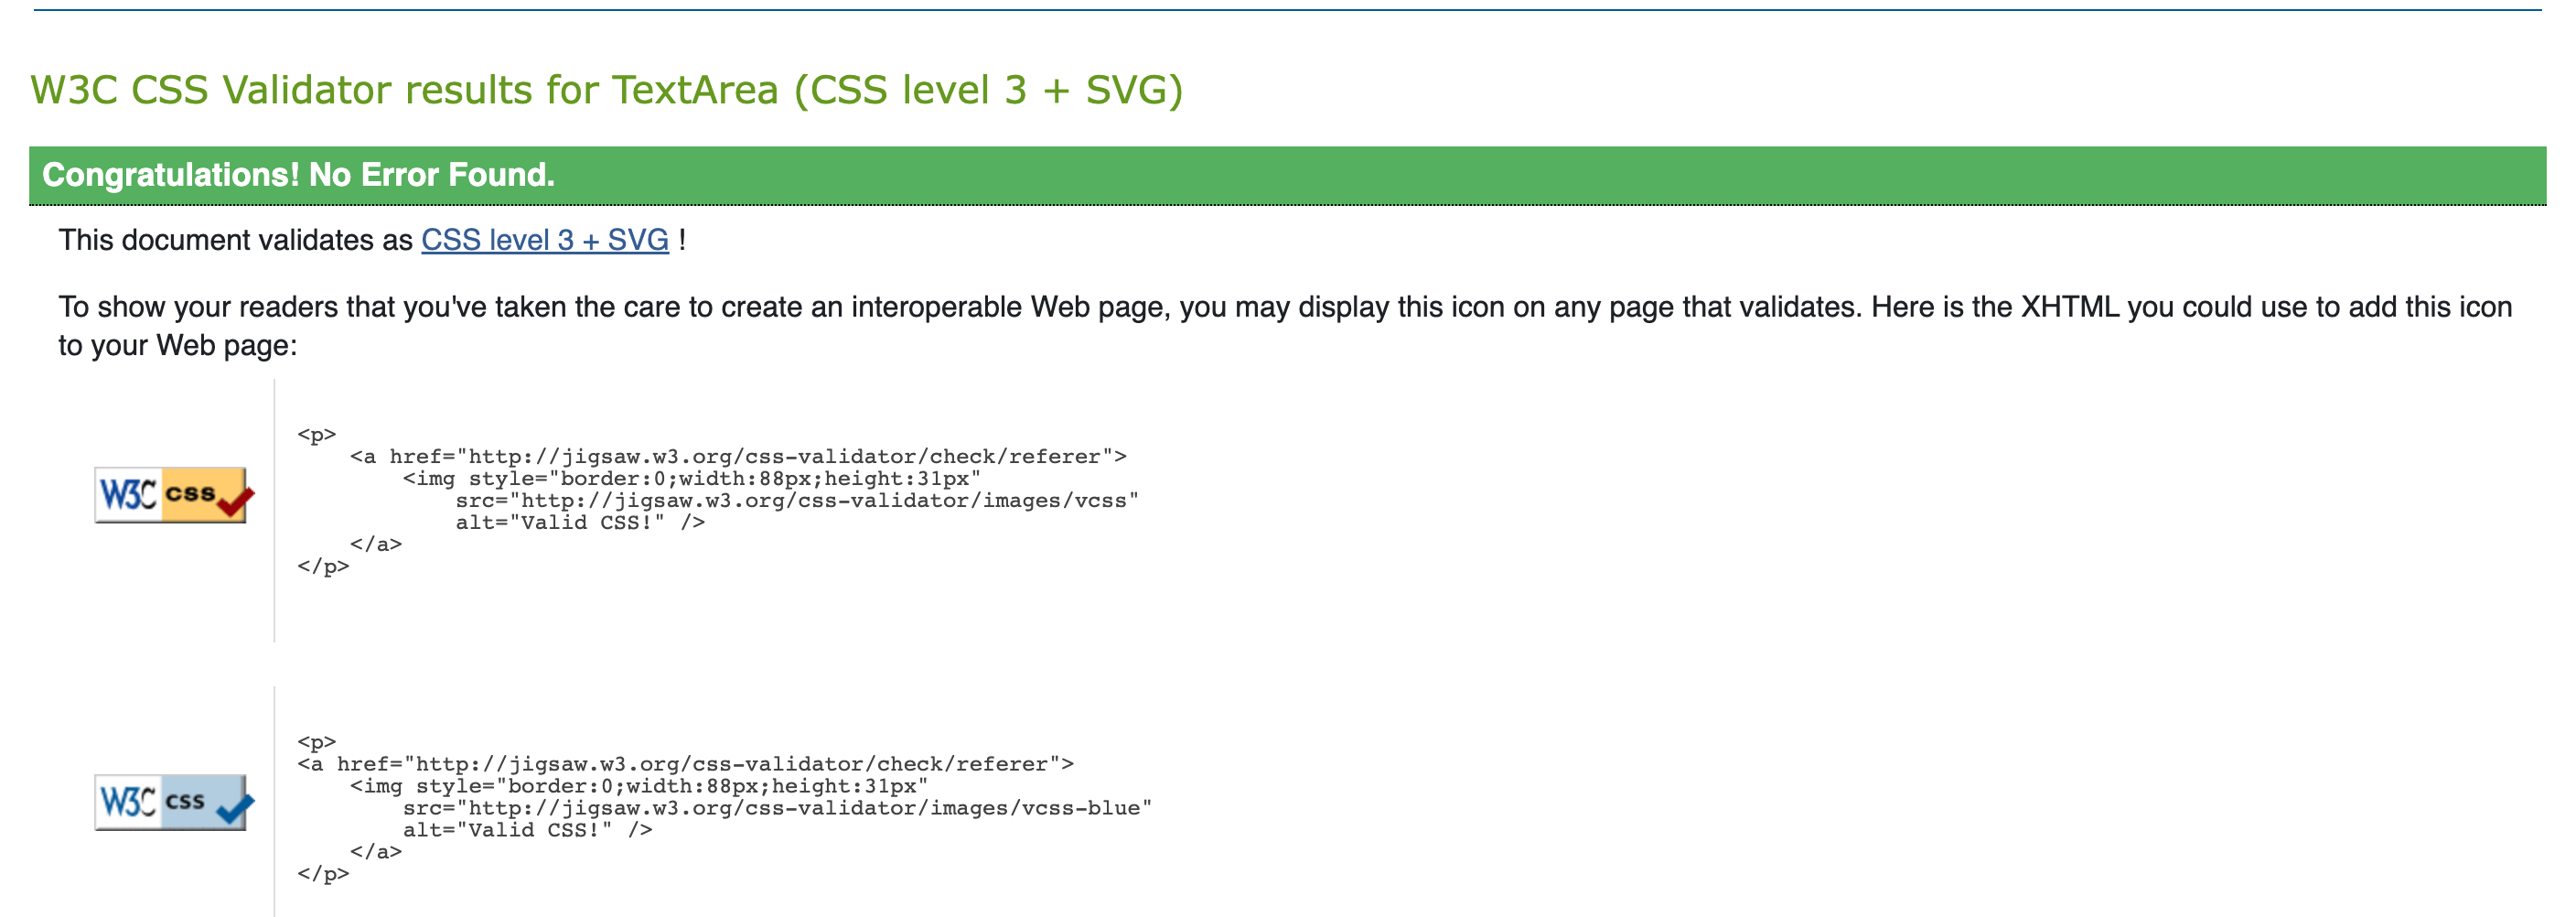 W3C CSS Validator results for TextArea (CSS level 3 + SVG)
Congratulations! No Error Found.
This document validates as CSS level 3 + SVG !
To show your readers that you've taken the care to create an interoperable Web page, you may display this icon on any page that validates. Here is the XHTML you could use to add this icon
to your Web page:
W3C css
<p>
    <a href="http://jigsaw.w3.org/css-validator/check/referer">
        <img style="border:0;width:88px;height:31px"
            src="http://jigsaw.w3.org/css-validator/images/vcss"
            alt="Valid CSS!" />
    </a>
</p>
W3C css
<p>
<a href="http://jigsaw.w3.org/css-validator/check/referer">
    <img style="border:0;width:88px;height:31px"
        src="http://jigsaw.w3.org/css-validator/images/vcss-blue"
        alt="Valid CSS!" />
    </a>
</p>